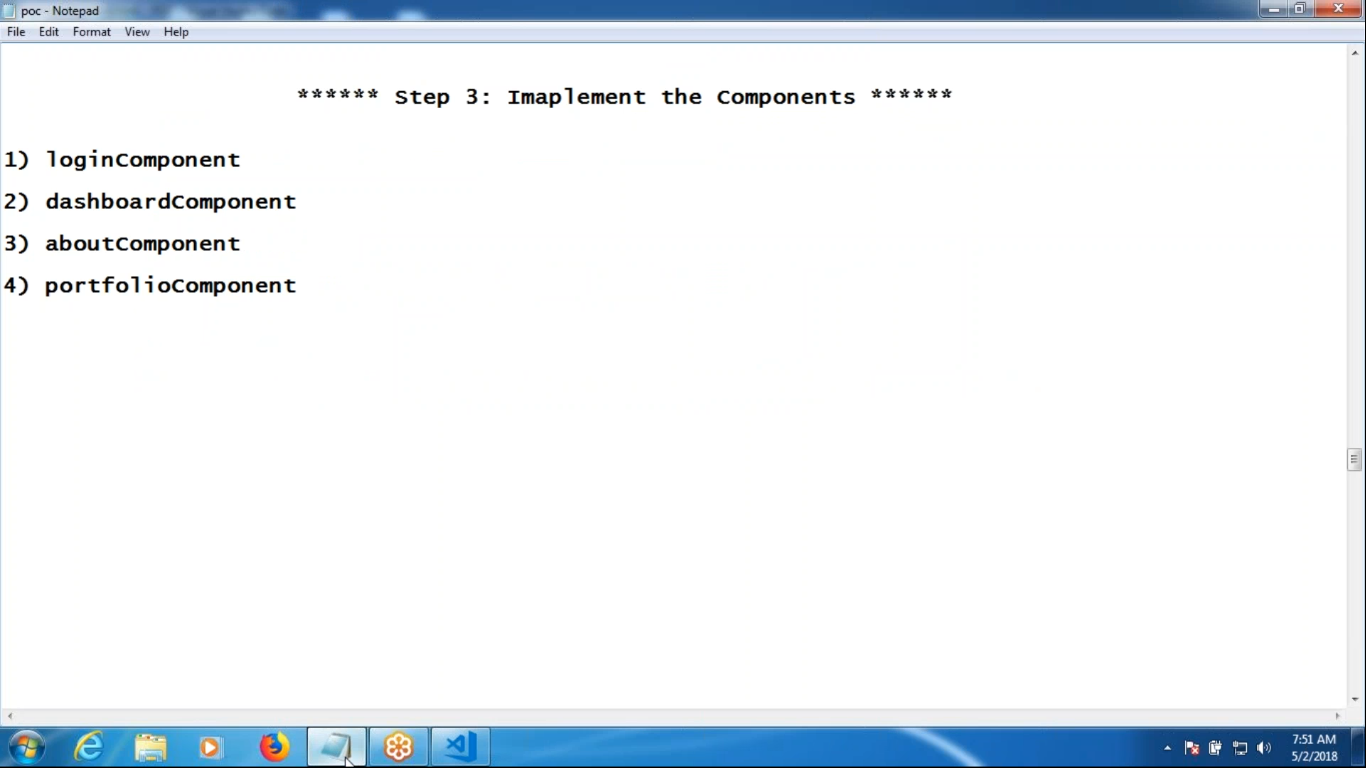 poc - Notepad
File Edit Format View Help
****** Step 3: Imaplement the Components ******
1) loginComponent
2) dashboardComponent
3) aboutComponent
4) portfolioComponent
7:51 AM
5/2/2018